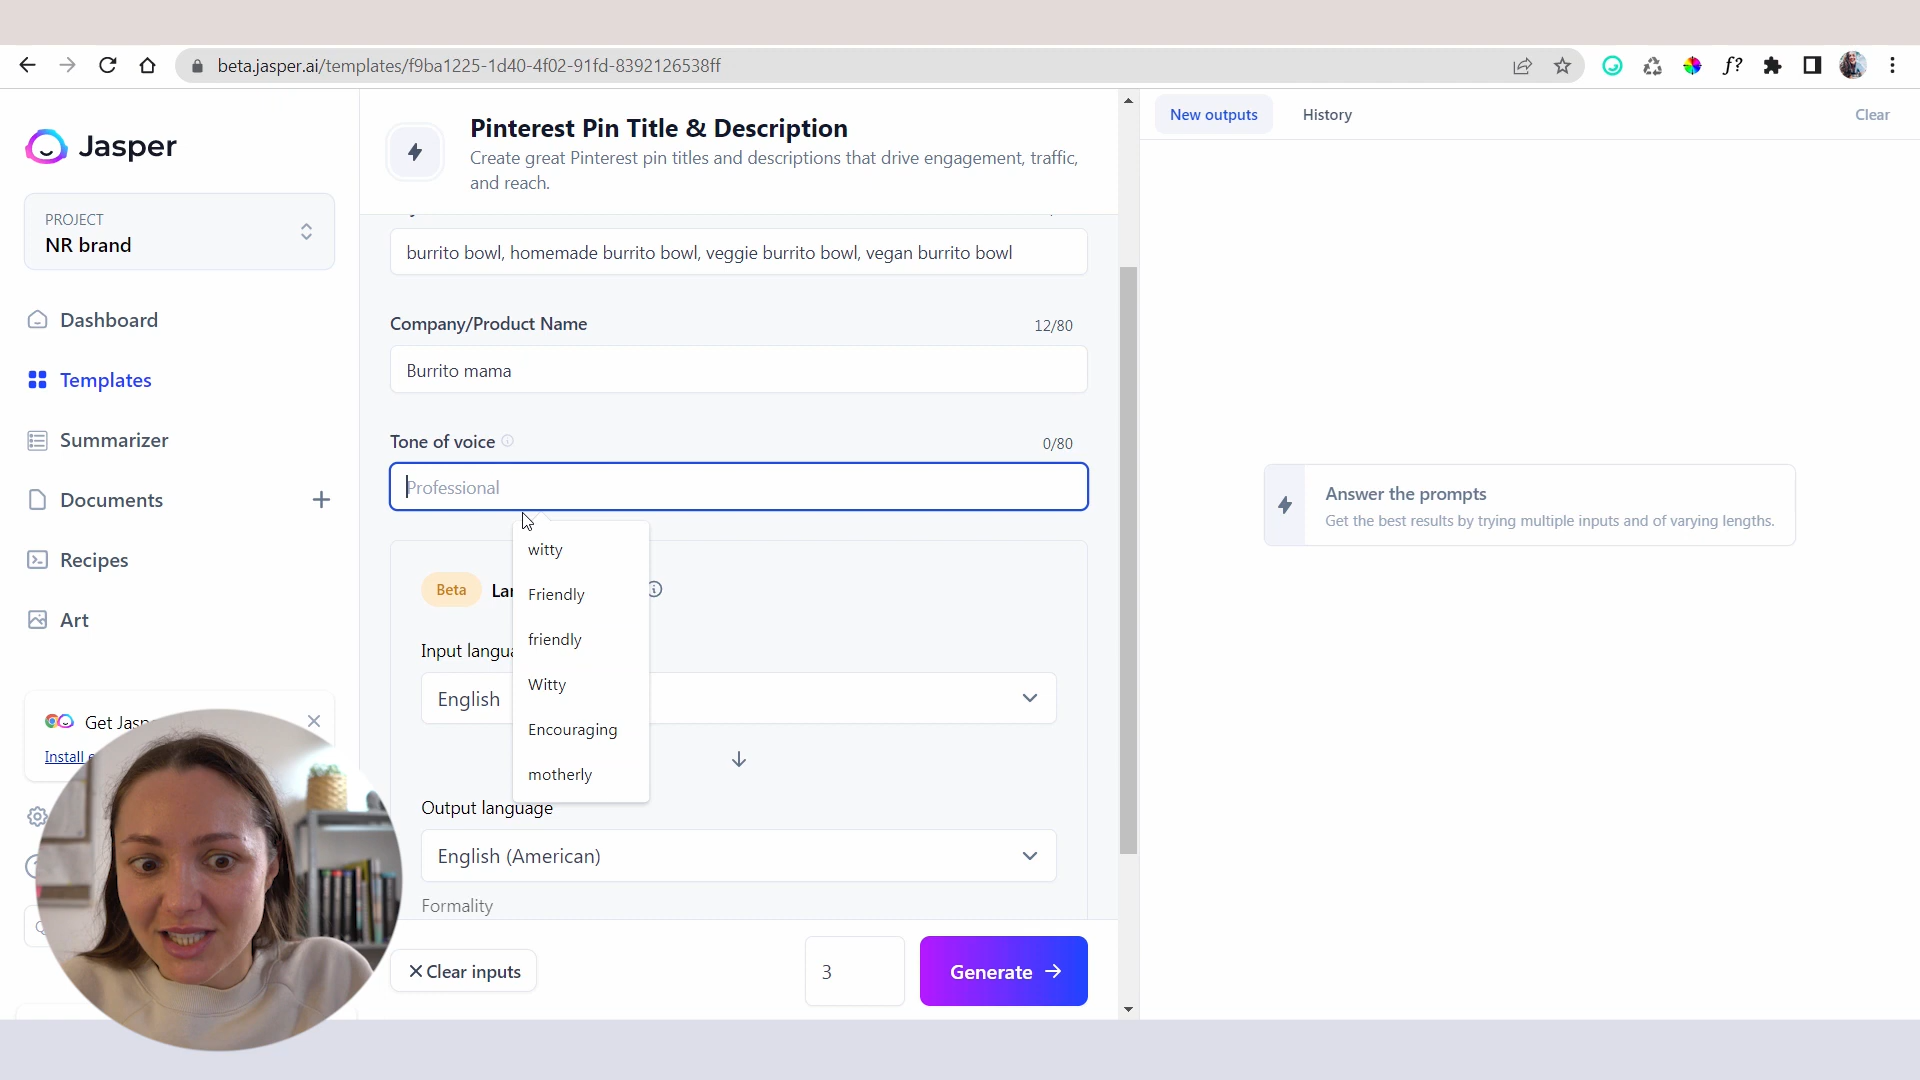 beta.jasper.ai/templates/f9ba1225-1d40-4f02-91fd-8392126538ff
f?
Jasper
PROJECT
NR brand
Dashboard
Templates
Summarizer
Documents
Recipes
Art
Get Jasp
Install
Pinterest Pin Title & Description
Create great Pinterest pin titles and descriptions that drive engagement, traffic,
and reach.
burrito bowl, homemade burrito bowl, veggie burrito bowl, vegan burrito bowl
Company/Product Name
12/80
Burrito mama
Tone of voice
0/80
Professional
witty
Friendly
friendly
Witty
Encouraging
motherly
Beta
Lan
Input langua
English
Output language
English (American)
Formality
Clear inputs
3
Generate
New outputs
History
Clear
Answer the prompts
Get the best results by trying multiple inputs and of varying lengths.